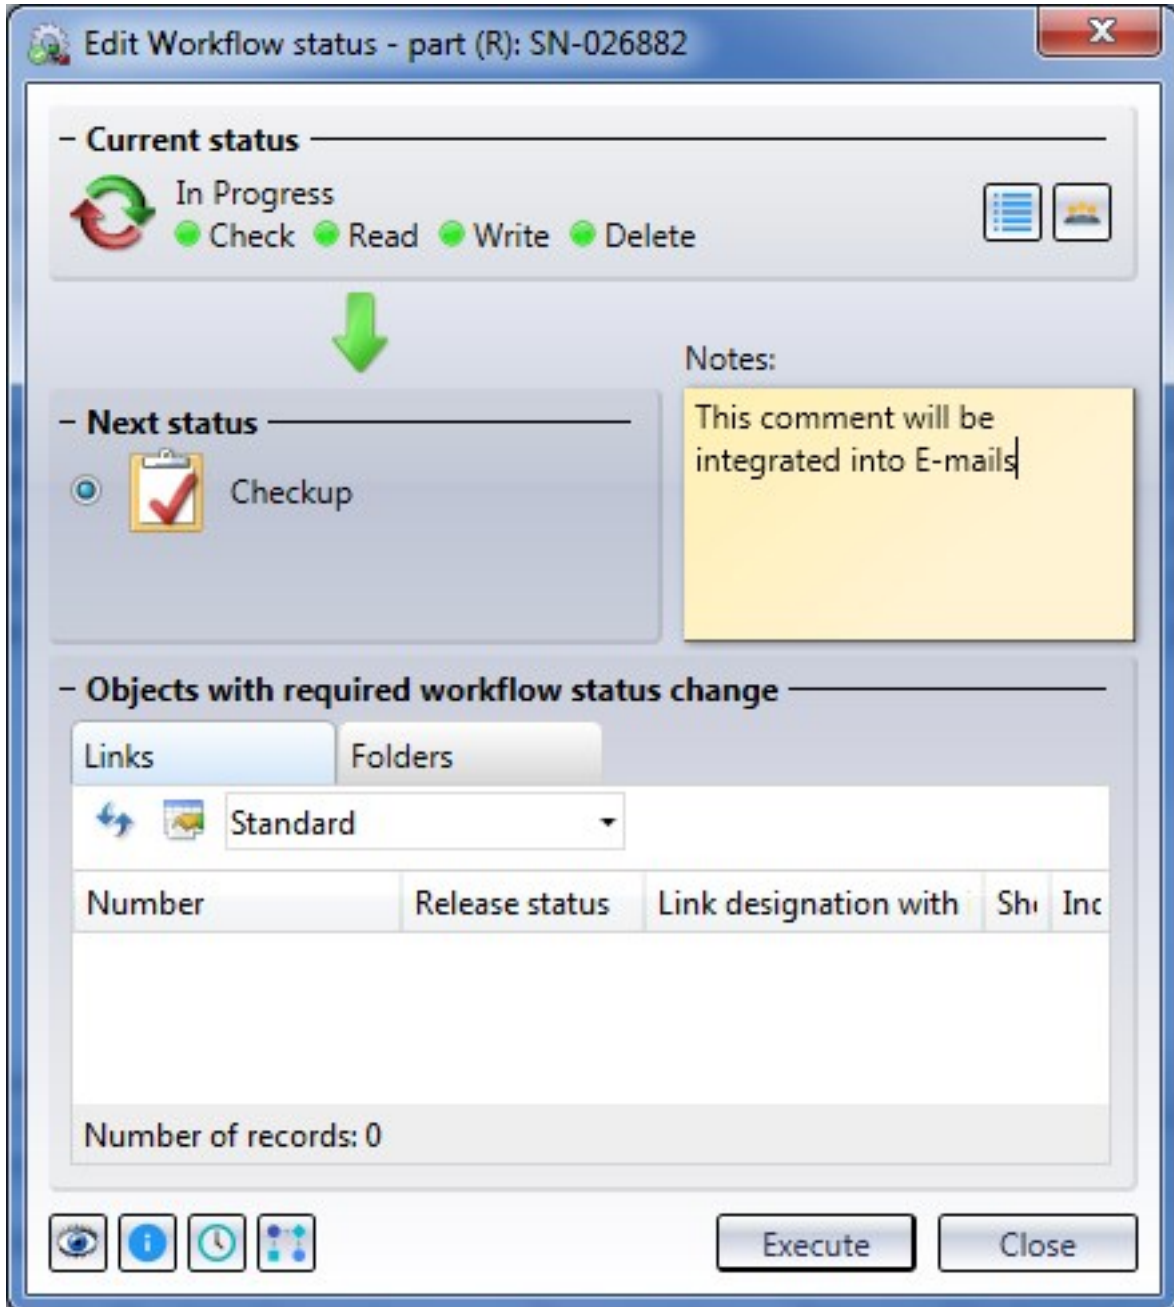 Edit Workflow status - part (R): SN-026882
Current status
In Progress
Check Read Write Delete
Notes:
Next status
This comment will be
integrated into E-mails
Checkup
Objects with required workflow status change
Links Folders
Standard
Number Release status Link designation with
Number of records: 0
Execute Close